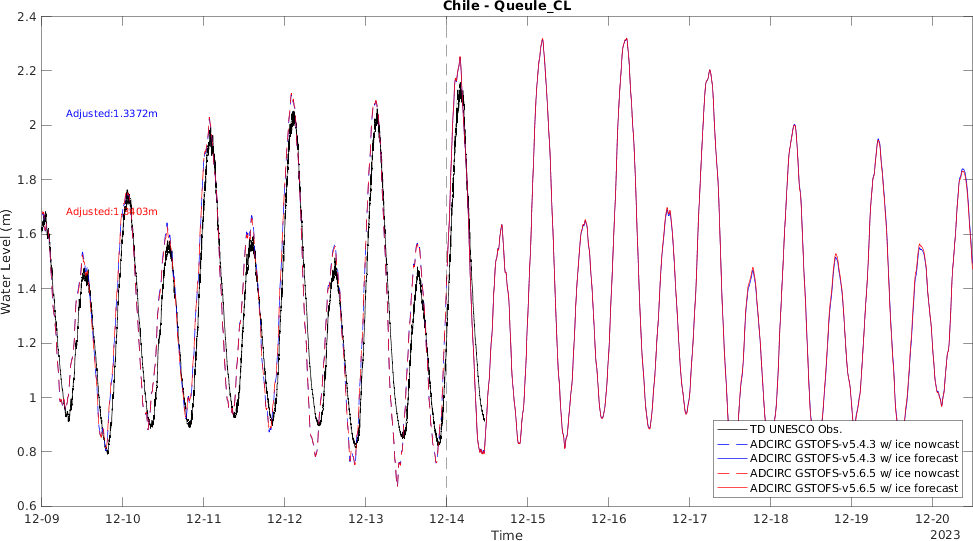 Chile - Queule_CL
2.4
2.2
2
1.8
1.6
1.4
1.2
1
0.8
0.6
Water Level (m)
Adjusted:1.3372m
Adjusted:1.3403m
TD UNESCO Obs.
ADCIRC GSTOFS-v5.4.3 w/ ice nowcast
ADCIRC GSTOFS-v5.4.3 w/ ice forecast
ADCIRC GSTOFS-v5.6.5 w/ ice nowcast
ADCIRC GSTOFS-v5.6.5 w/ ice forecast
12-09 12-10 12-11 12-12 12-13 12-14 12-15 12-16 12-17 12-18 12-19 12-20
Time
2023